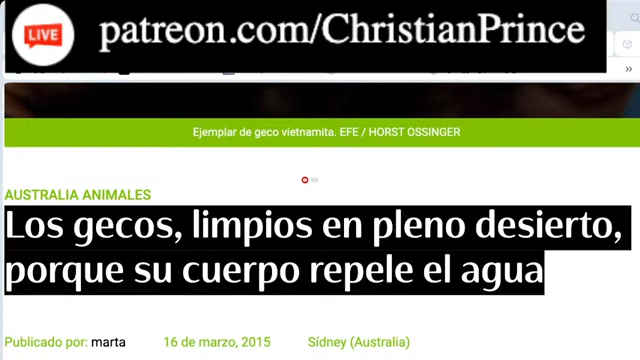 LIVE
patreon.com/ChristianPrince
Ejemplar de geco vietnamita. EFE / HORST OSSINGER
AUSTRALIA ANIMALES
Los gecos, limpios en pleno desierto,
porque su cuerpo repele el agua
Publicado por: marta 16 de marzo, 2015 Sídney (Australia)